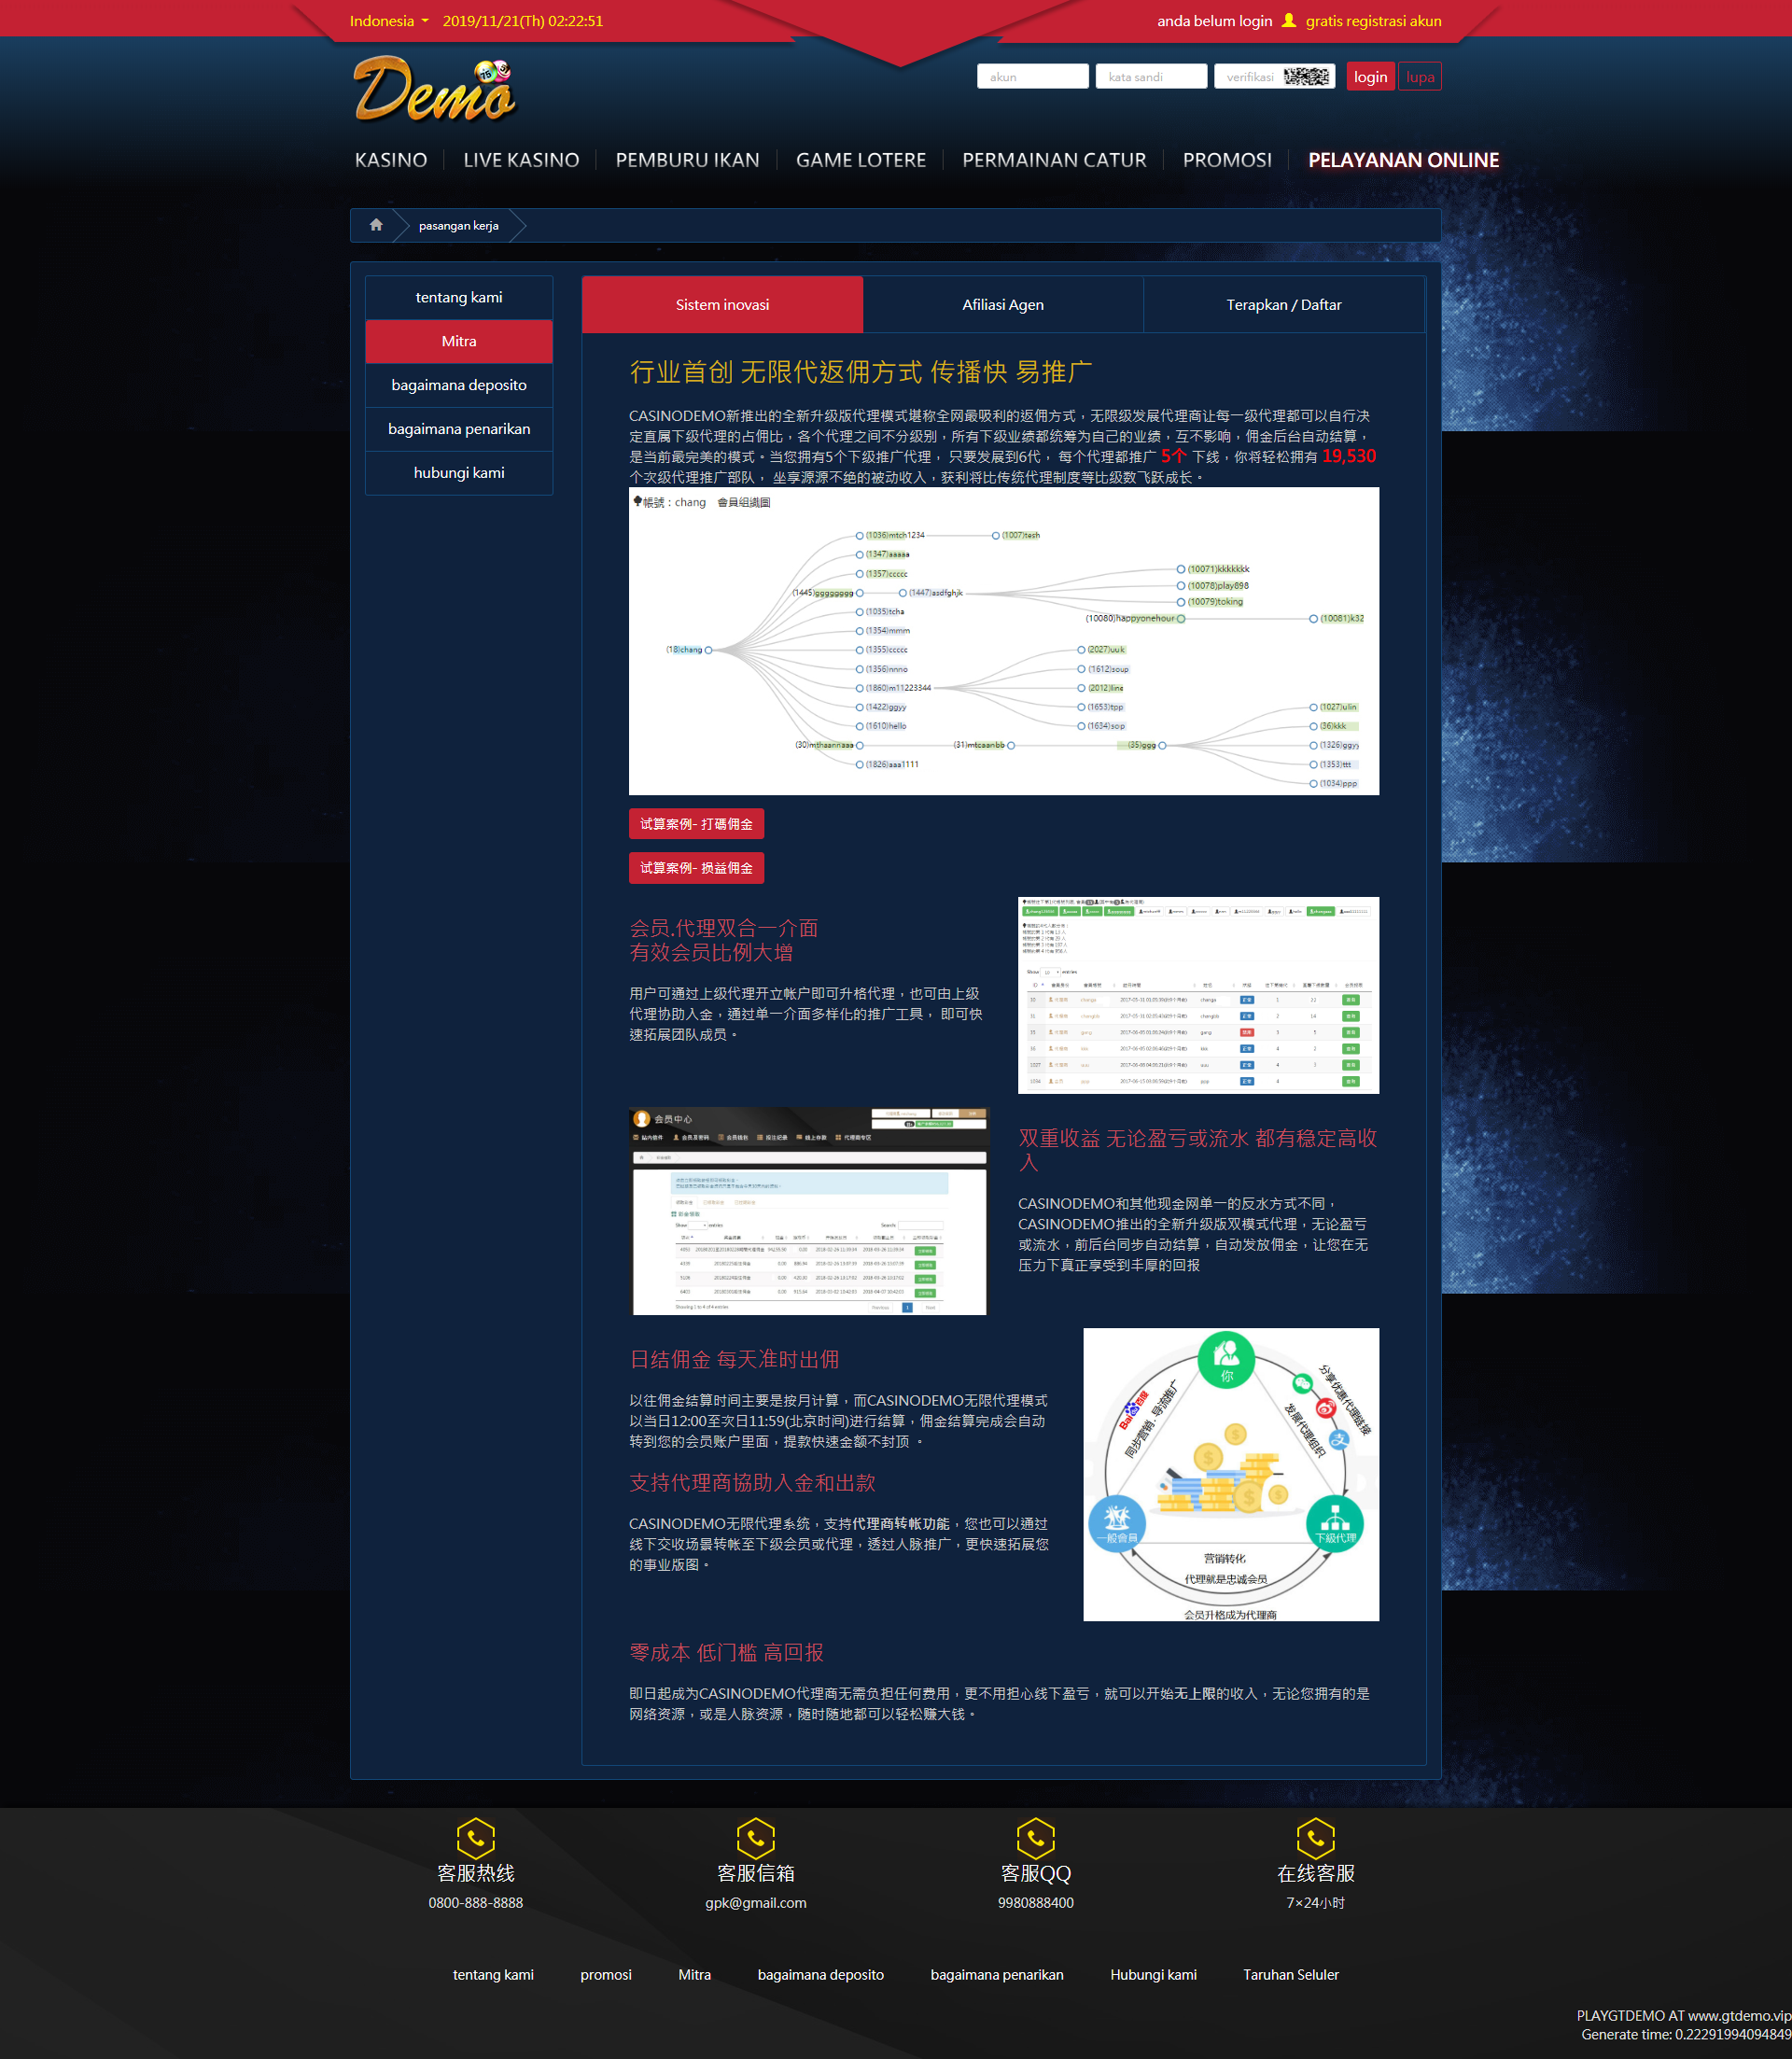 Indonesia 2019/11/21(Th) 02:22:51
anda belum login gratis registrasi akun
Demo
akun kata sandi verifikasi login lupa
KASINO LIVE KASINO PEMBURU IKAN GAME LOTERE PERMAINAN CATUR PROMOSI PELAYANAN ONLINE
pasangan kerja
tentang kami
Mitra
bagaimana deposito
bagaimana penarikan
hubungi kami
Sistem inovasi Afiliasi Agen Terapkan / Daftar
行业首创 无限代返佣方式 传播快 易推广
CASINODEMO新推出的全新升级版代理模式堪称全网最吸利的返佣方式，无限级发展代理商让每一级代理都可以自行决
定直属下级代理的占佣比，各个代理之间不分级别，所有下级业绩都统筹为自己的业绩，互不影响，佣金后台自动结算，
是当前最完美的模式。当您拥有5个下级推广代理， 只要发展到6代， 每个代理都推广 5个 下线，你将轻松拥有 19,530
个次级代理推广部队， 坐享源源不绝的被动收入，获利将比传统代理制度等比级数飞跃成长。
帳號：chang 會員組識圖
(1036)mtch1234 (1007)tesh
(1347)aaaaa
(1357)ccccc
(10071)kkkkkkk
(10078)play898
(1445)gggggggg (1447)asdfghjk
(10079)toking
(1035)tcha
(10080)happyonehour (10081)k32
(1354)mmm
(18)chang (1355)ccccc (2027)uuk
(1356)nnno (1612)soup
(1860)m11223344 (2012)line
(1422)ggyy (1653)tpp (1027)ulin
(1610)hello (1634)sop (36)kkk
(30)mthaannaaa (31)mtcaanbb (35)ggg (1326)ggyy
(1826)aaa1111 (1353)ttt
(1034)ppp
试算案例- 打碼佣金
试算案例- 损益佣金
会员.代理双合一介面
有效会员比例大增
用户可通过上级代理开立帐户即可升格代理，也可由上级
代理协助入金，通过单一介面多样化的推广工具， 即可快
速拓展团队成员。
会员中心
双重收益 无论盈亏或流水 都有稳定高收
入
CASINODEMO和其他现金网单一的反水方式不同，
CASINODEMO推出的全新升级版双模式代理，无论盈亏
或流水，前后台同步自动结算，自动发放佣金，让您在无
压力下真正享受到丰厚的回报
日结佣金 每天准时出佣
以往佣金结算时间主要是按月计算，而CASINODEMO无限代理模式
以当日12:00至次日11:59(北京时间)进行结算，佣金结算完成会自动
转到您的会员账户里面，提款快速金额不封顶 。
支持代理商協助入金和出款
CASINODEMO无限代理系统，支持代理商转帐功能，您也可以通过
线下交收场景转帐至下级会员或代理，透过人脉推广，更快速拓展您
的事业版图。
你
Baidu百度
同步营销.导流推广
分享优惠代理链接
发展代理组织
一般會員
下級代理
营销转化
代理就是忠诚会员
会员升格成为代理商
零成本 低门槛 高回报
即日起成为CASINODEMO代理商无需负担任何费用，更不用担心线下盈亏，就可以开始无上限的收入，无论您拥有的是
网络资源，或是人脉资源，随时随地都可以轻松赚大钱。
客服热线 客服信箱 客服QQ 在线客服
0800-888-8888 gpk@gmail.com 9980888400 7×24小时
tentang kami promosi Mitra bagaimana deposito bagaimana penarikan Hubungi kami Taruhan Seluler
PLAYGTDEMO AT www.gtdemo.vip
Generate time: 0.22291994094849